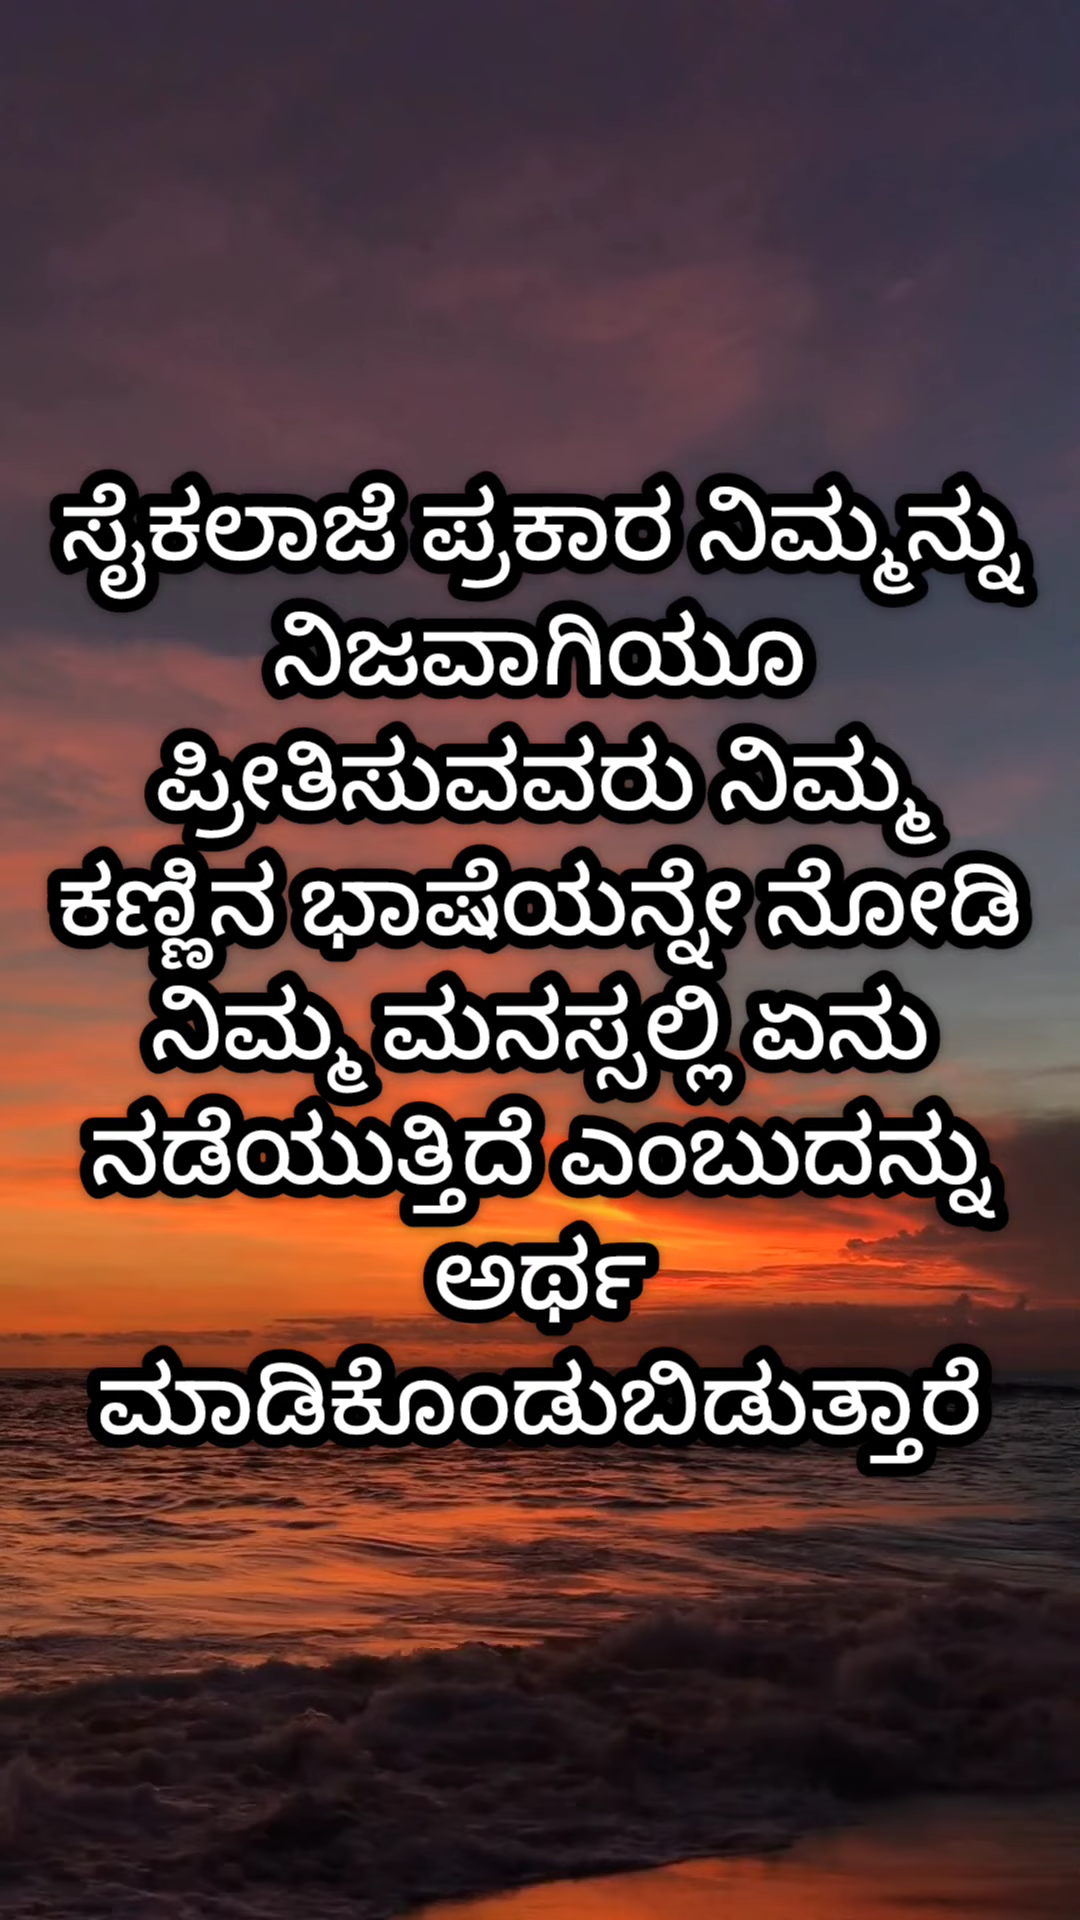 ಸೈಕಲಾಜೆ ಪ್ರಕಾರ ನಿಮ್ಮನ್ನು
ನಿಜವಾಗಿಯೂ
ಪ್ರೀತಿಸುವವರು ನಿಮ್ಮ
ಕಣ್ಣಿನ ಭಾಷೆಯನ್ನೇ ನೋಡಿ
ನಿಮ್ಮ ಮನಸ್ಸಲ್ಲಿ ಏನು
ನಡೆಯುತ್ತಿದೆ ಎಂಬುದನ್ನು
ಅರ್ಥ
ಮಾಡಿಕೊಂಡುಬಿಡುತ್ತಾರೆ